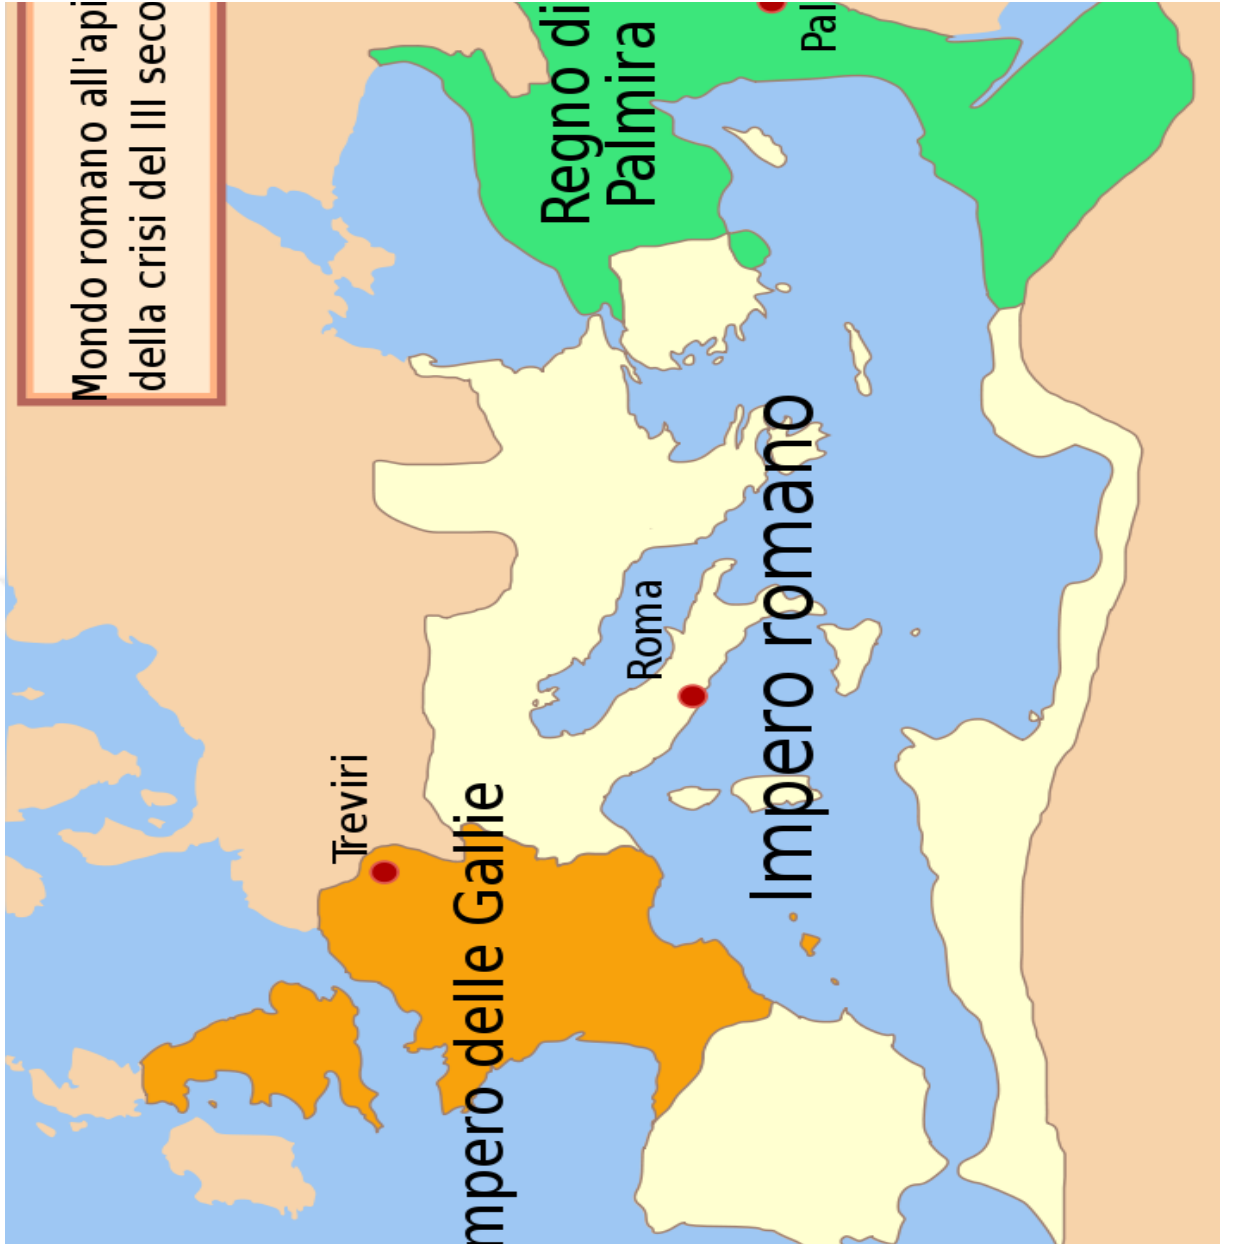 Mondo romano all'api
della crisi del III seco
Regno di
Palmira
Pal
Roma
Impero romano
Treviri
mpero delle Gallie